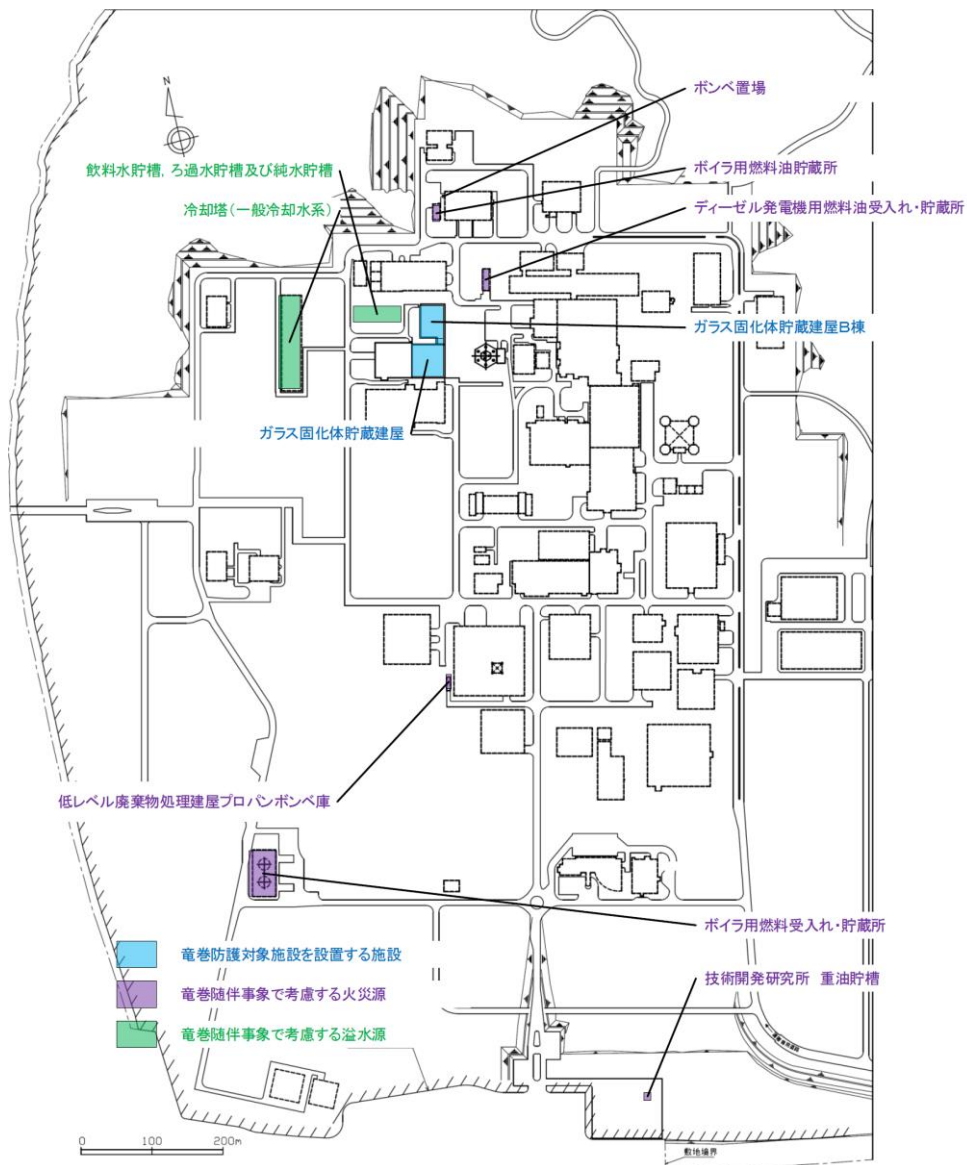 N
ボンベ置場
飲料水貯槽, ろ過水貯槽及び純水貯槽
ボイラ用燃料油貯蔵所
冷却塔（一般冷却水系）
ディーゼル発電機用燃料油受入れ・貯蔵所
ガラス固化体貯蔵建屋B棟
ガラス固化体貯蔵建屋
低レベル廃棄物処理建屋プロパンボンベ庫
ボイラ用燃料受入れ・貯蔵所
竜巻防護対象施設を設置する施設
技術開発研究所 重油貯槽
竜巻随伴事象で考慮する火災源
竜巻随伴事象で考慮する溢水源
0 100 200m
敷地境界